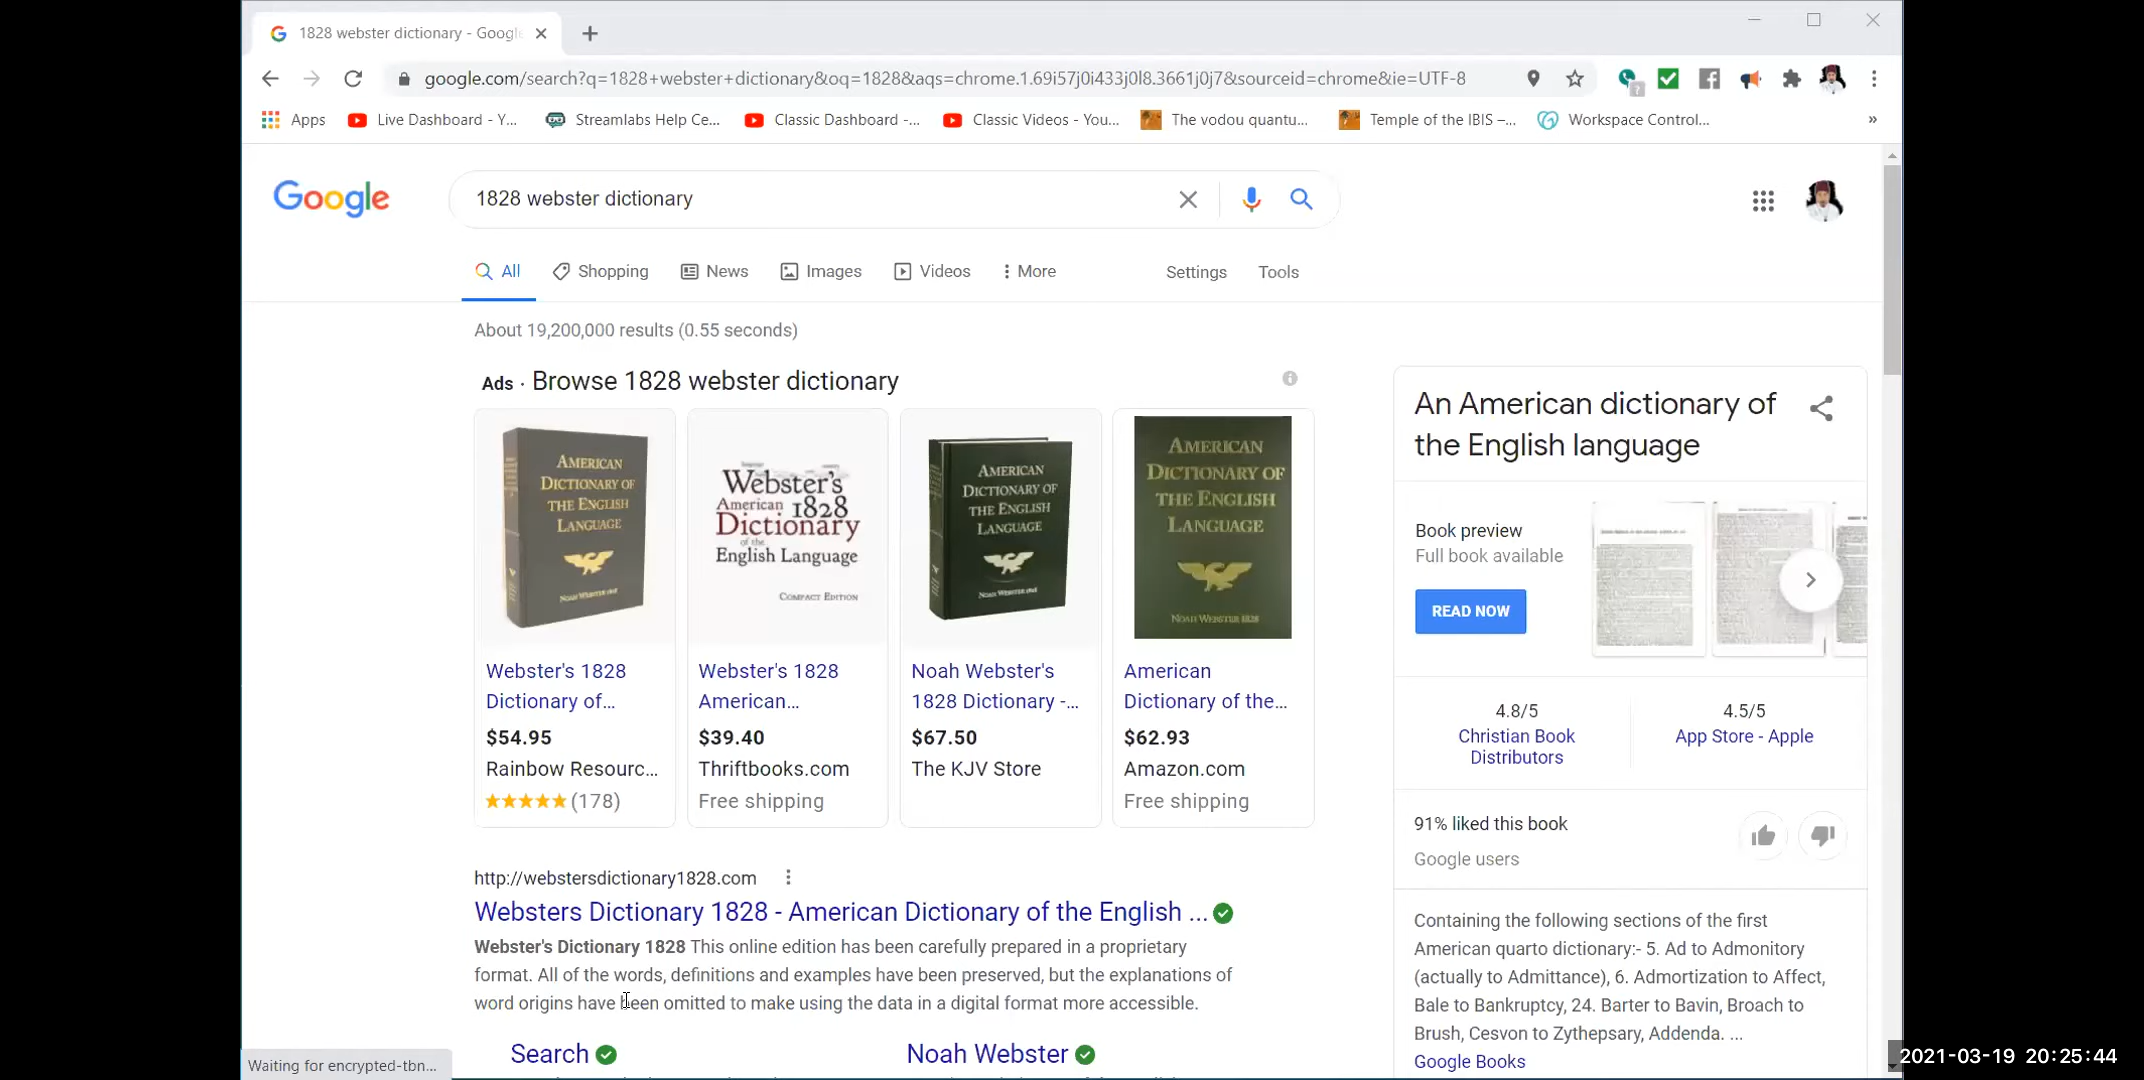 1828 webster dictionary - Google
google.com/search?q=1828+webster+dictionary&oq=1828&aqs=chrome.1.69i57j0i433j0l8.3661j0j7&sourceid=chrome&ie=UTF-8
Apps Live Dashboard - Y... Streamlabs Help Ce... Classic Dashboard -... Classic Videos - You... The vodou quantu... Temple of the IBIS –... Workspace Control... »
Google
1828 webster dictionary
All Shopping News Images Videos More Settings Tools
About 19,200,000 results (0.55 seconds)
Ads · Browse 1828 webster dictionary
AMERICAN
DICTIONARY OF
THE ENGLISH
LANGUAGE
NOAH WEBSTER 1828
Webster's 1828
Dictionary of...
$54.95
Rainbow Resourc...
(178)
Webster's
American 1828
Dictionary
of the
English Language
COMPACT EDITION
Webster's 1828
American...
$39.40
Thriftbooks.com
Free shipping
AMERICAN
DICTIONARY OF
THE ENGLISH
LANGUAGE
NOAH WEBSTER 1828
Noah Webster's
1828 Dictionary -...
$67.50
The KJV Store
AMERICAN
DICTIONARY OF
THE ENGLISH
LANGUAGE
NOAH WEBSTER 1828
American
Dictionary of the...
$62.93
Amazon.com
Free shipping
http://webstersdictionary1828.com
Websters Dictionary 1828 - American Dictionary of the English ...
Webster's Dictionary 1828 This online edition has been carefully prepared in a proprietary
format. All of the words, definitions and examples have been preserved, but the explanations of
word origins have been omitted to make using the data in a digital format more accessible.
Search Noah Webster
An American dictionary of
the English language
Book preview
Full book available
READ NOW
4.8/5
Christian Book
Distributors
4.5/5
App Store - Apple
91% liked this book
Google users
Containing the following sections of the first
American quarto dictionary:- 5. Ad to Admonitory
(actually to Admittance), 6. Admortization to Affect,
Bale to Bankruptcy, 24. Barter to Bavin, Broach to
Brush, Cesvon to Zythepsary, Addenda. ...
Google Books
Waiting for encrypted-tbn...
2021-03-19 20:25:44